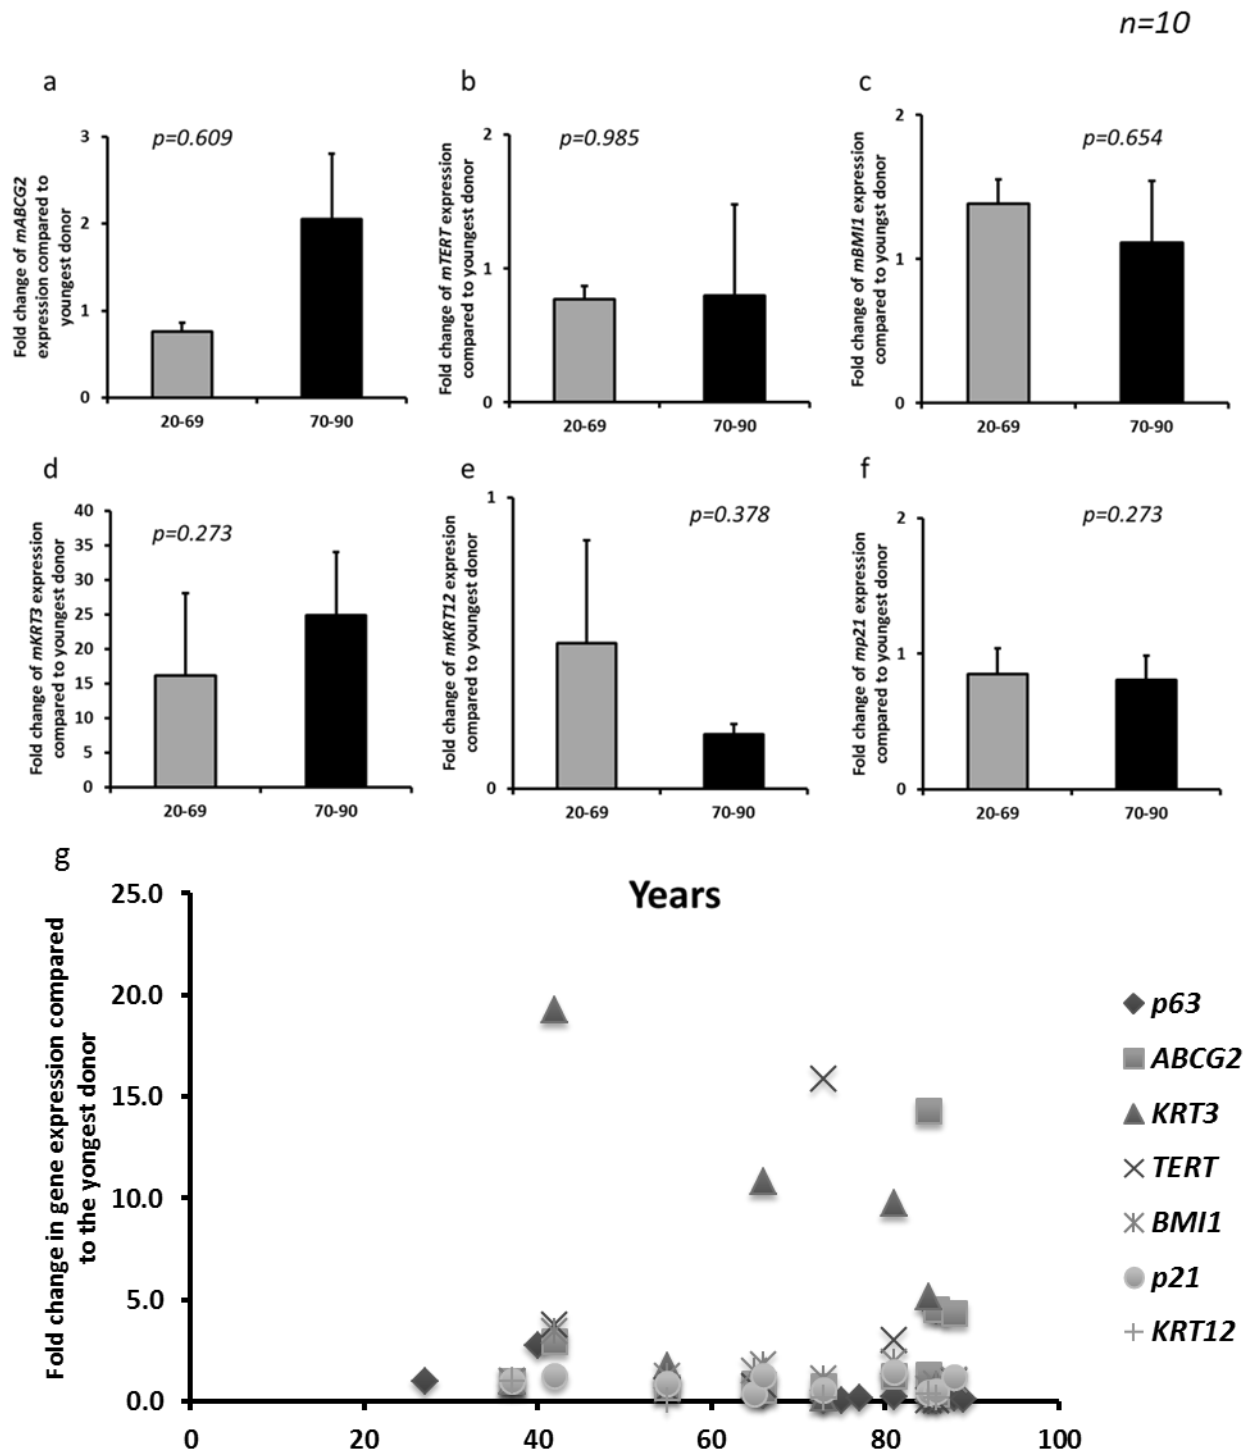 n=10
a
p=0.609
Fold change of mABCG2
expression compared to
youngest donor
3
2
1
0
20-69
70-90
b
p=0.985
Fold change of mTERT expression
compared to youngest donor
2
1
0
20-69
70-90
c
p=0.654
Fold change of mBMI1 expression
compared to youngst donor
2
1
0
20-69
70-90
d
p=0.273
Fold change of mKRT3 expression
compared to youngest donor
40
35
30
25
20
15
10
5
0
20-69
70-90
e
p=0.378
Fold change of mKRT12 expression
compared to youngest donor
1
0
20-69
70-90
f
p=0.273
Fold change of mp21 expression
compared to youngest donor
2
1
0
20-69
70-90
g
Years
Fold change in gene expression compared
to the yongest donor
25.0
20.0
15.0
10.0
5.0
0.0
0
20
40
60
80
100
p63
ABCG2
KRT3
TERT
BMI1
p21
KRT12